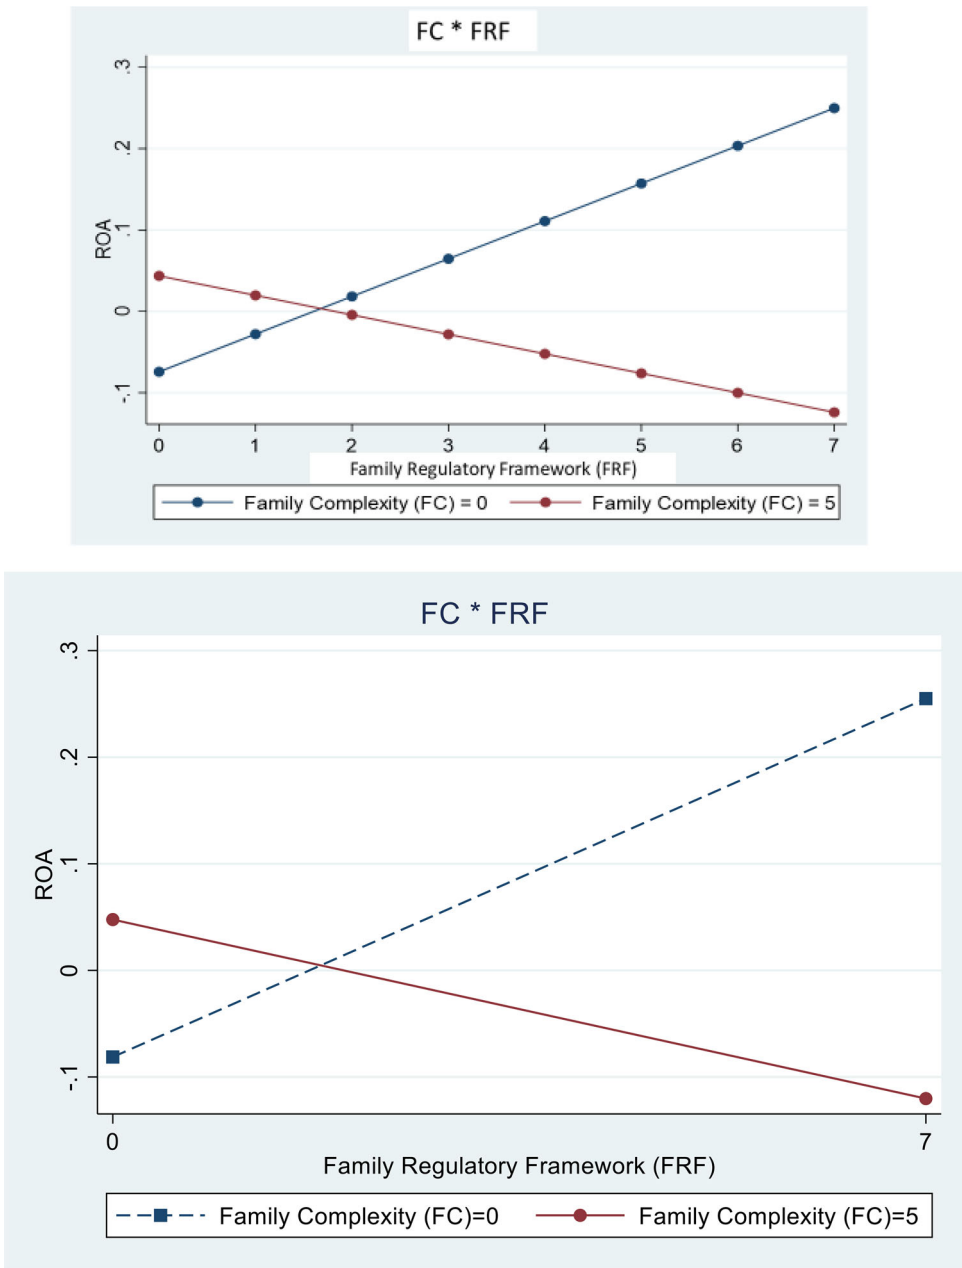 FC * FRF
.3
.2
.1
0
-.1
ROA
0 1 2 3 4 5 6 7
Family Regulatory Framework (FRF)
Family Complexity (FC) = 0 Family Complexity (FC) = 5
FC * FRF
.3
.2
.1
0
-.1
ROA
0 7
Family Regulatory Framework (FRF)
Family Complexity (FC)=0 Family Complexity (FC)=5